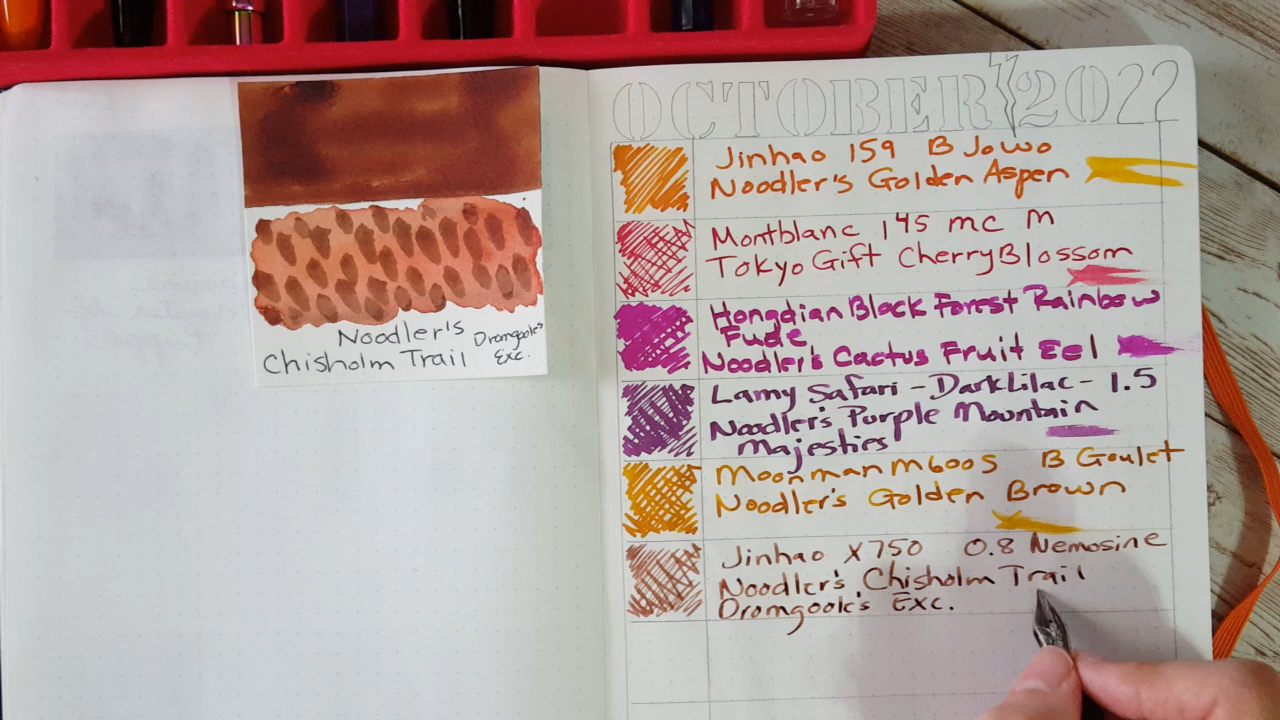 Noodler's
Chisholm Trail
Dromgoole's
Exc.
OCTOBER 2022
Jinhao 159 B Jowo
Noodler's Golden Aspen
Montblanc 145 MC M
Tokyo Gift Cherry Blossom
Hongdian Black Forest Rainbow
Fude
Noodler's Cactus Fruit Eel
Lamy Safari - Dark Lilac - 1.5
Noodler's Purple Mountain
Majesties
Moonman M600S B Goulet
Noodler's Golden Brown
Jinhao X750 0.8 Nemosine
Noodler's Chisholm Trail
Dromgoole's Exc.